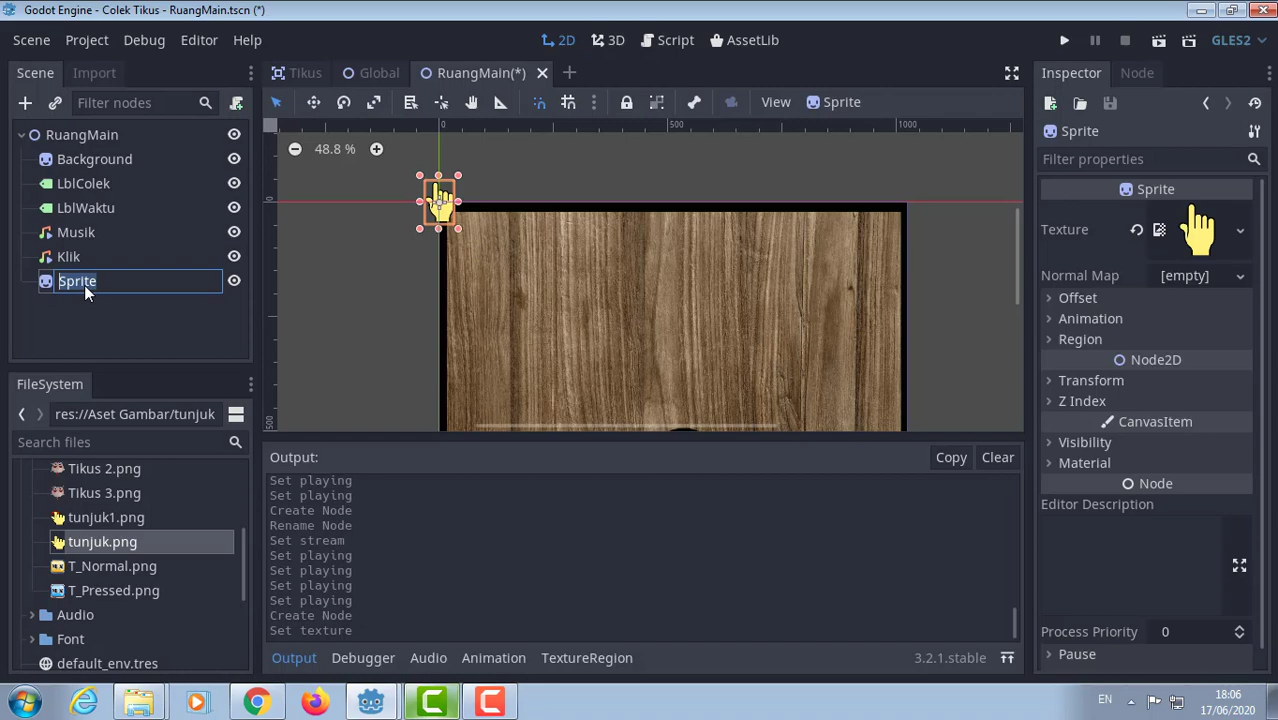 Godot Engine - Colek Tikus - RuangMain.tscn (*)
Scene Project Debug Editor Help
2D 3D Script AssetLib
GLES2
Scene Import
Tikus Global RuangMain(*)
Inspector Node
Filter nodes
View Sprite
RuangMain
Background
LblColek
LblWaktu
Musik
Klik
Sprite
0 500 1000
48.8 %
0
500
Sprite
Filter properties
Sprite
Texture
Normal Map [empty]
Offset
Animation
Region
Node2D
Transform
Z Index
CanvasItem
Visibility
Material
Node
Editor Description
Process Priority 0
Pause
FileSystem
res://Aset Gambar/tunjuk
Search files
Tikus 2.png
Tikus 3.png
tunjuk1.png
tunjuk.png
T_Normal.png
T_Pressed.png
Audio
Font
default_env.tres
Output:
Copy Clear
Set playing
Set playing
Create Node
Rename Node
Set stream
Set playing
Set playing
Set playing
Set playing
Create Node
Set texture
Output Debugger Audio Animation TextureRegion
3.2.1.stable
EN
18:06
17/06/2020